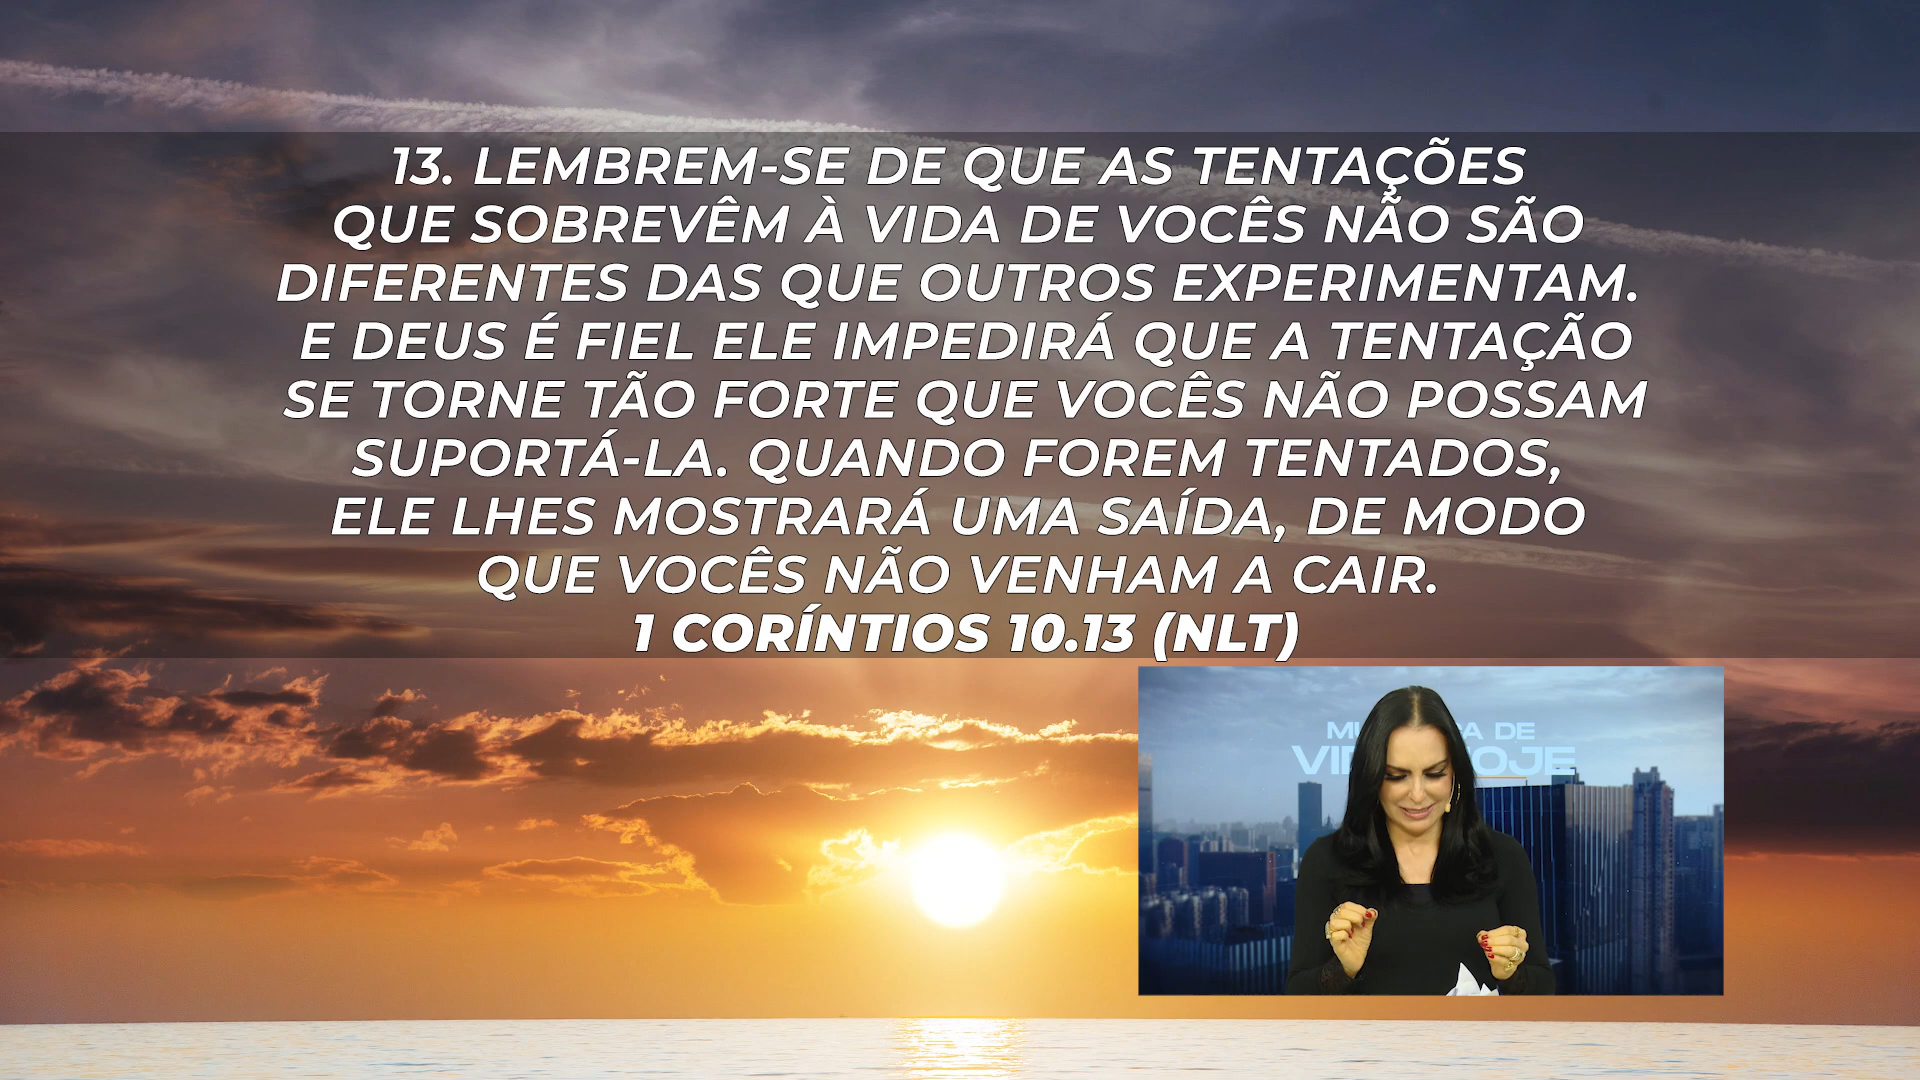 13. LEMBREM-SE DE QUE AS TENTAÇÕES
QUE SOBREVÊM À VIDA DE VOCÊS NÃO SÃO
DIFERENTES DAS QUE OUTROS EXPERIMENTAM.
E DEUS É FIEL ELE IMPEDIRÁ QUE A TENTAÇÃO
SE TORNE TÃO FORTE QUE VOCÊS NÃO POSSAM
SUPORTÁ-LA. QUANDO FOREM TENTADOS,
ELE LHES MOSTRARÁ UMA SAÍDA, DE MODO
QUE VOCÊS NÃO VENHAM A CAIR.
1 CORÍNTIOS 10.13 (NLT)
DE